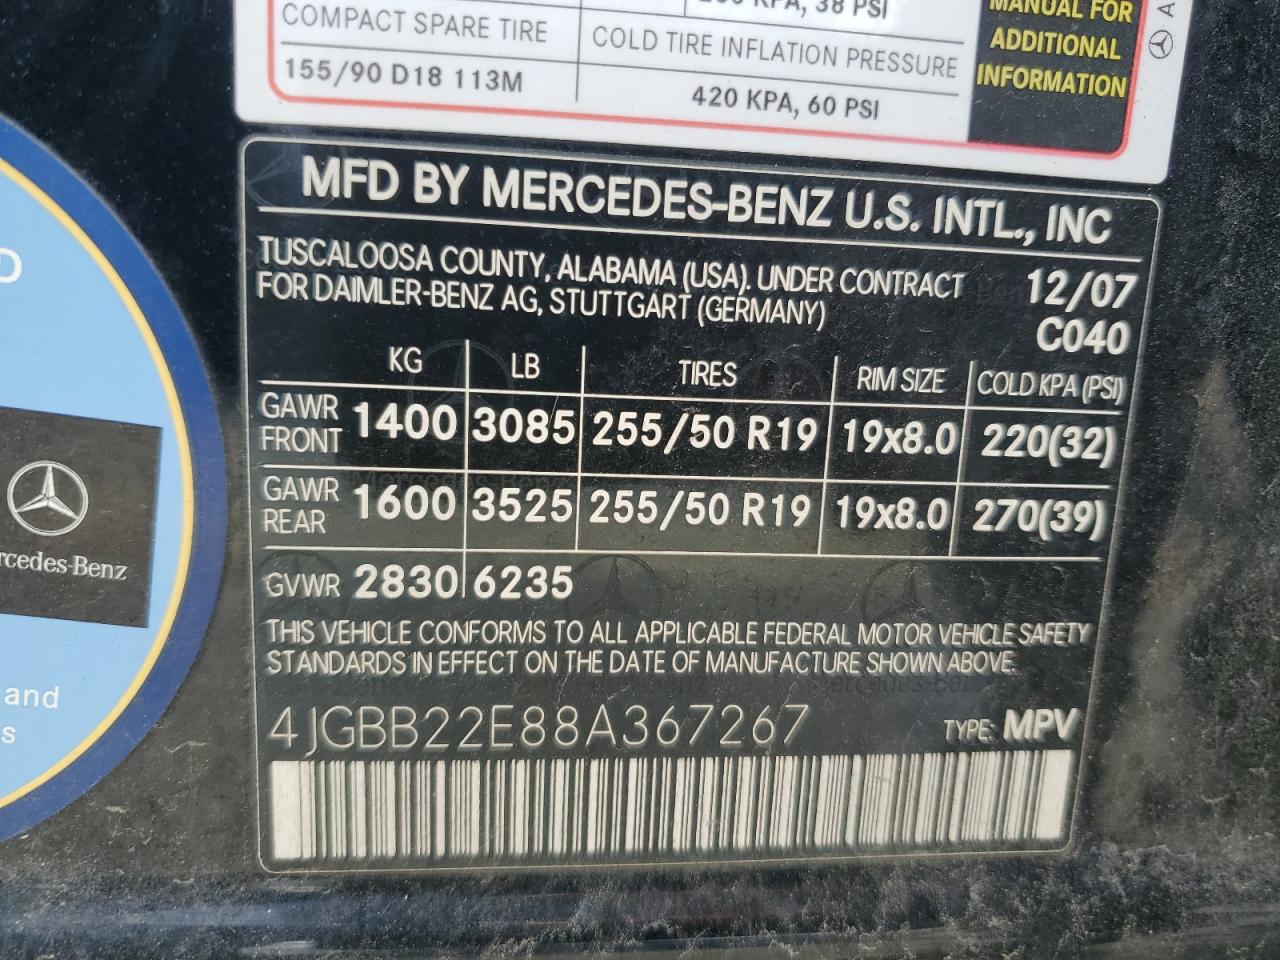 KPA, 38 PSI
COMPACT SPARE TIRE
COLD TIRE INFLATION PRESSURE
155/90 D18 113M
420 KPA, 60 PSI
MANUAL FOR
ADDITIONAL
INFORMATION
A
MFD BY MERCEDES-BENZ U.S. INTL., INC
TUSCALOOSA COUNTY, ALABAMA (USA). UNDER CONTRACT
FOR DAIMLER-BENZ AG, STUTTGART (GERMANY)
12/07
C040
KG LB TIRES RIM SIZE COLD KPA (PSI)
GAWR FRONT 1400 3085 255/50 R19 19x8.0 220(32)
GAWR REAR 1600 3525 255/50 R19 19x8.0 270(39)
GVWR 2830 6235
THIS VEHICLE CONFORMS TO ALL APPLICABLE FEDERAL MOTOR VEHICLE SAFETY
STANDARDS IN EFFECT ON THE DATE OF MANUFACTURE SHOWN ABOVE.
4JGBB22E88A367267 TYPE: MPV
D
rcedes-Benz
and
s